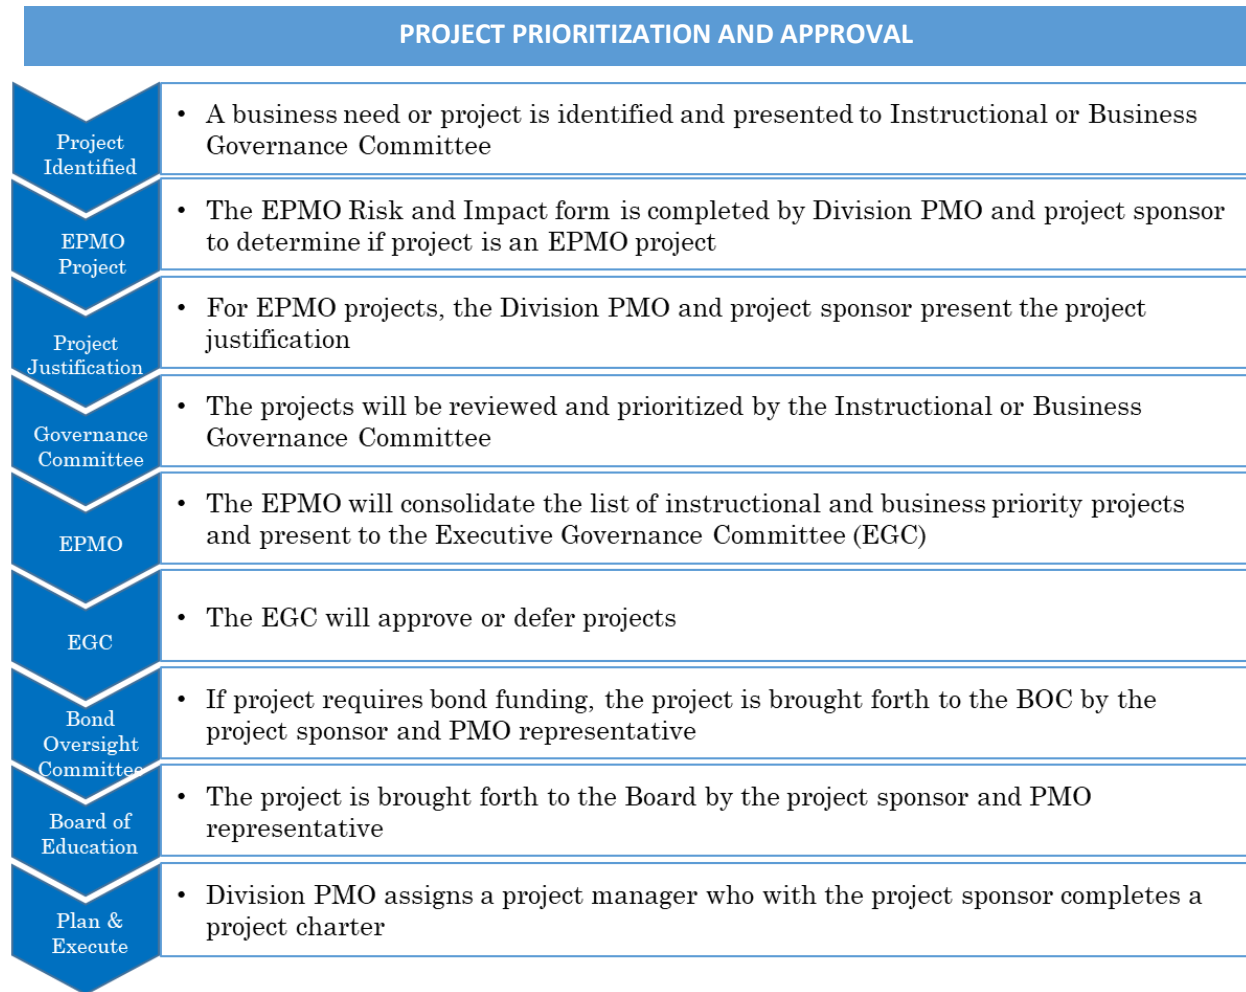 PROJECT PRIORITIZATION AND APPROVAL
Project
Identified
• A business need or project is identified and presented to Instructional or Business
Governance Committee
EPMO
Project
• The EPMO Risk and Impact form is completed by Division PMO and project sponsor
to determine if project is an EPMO project
Project
Justification
• For EPMO projects, the Division PMO and project sponsor present the project
justification
Governance
Committee
• The projects will be reviewed and prioritized by the Instructional or Business
Governance Committee
EPMO
• The EPMO will consolidate the list of instructional and business priority projects
and present to the Executive Governance Committee (EGC)
EGC
• The EGC will approve or defer projects
Bond
Oversight
Committee
• If project requires bond funding, the project is brought forth to the BOC by the
project sponsor and PMO representative
Board of
Education
• The project is brought forth to the Board by the project sponsor and PMO
representative
Plan &
Execute
• Division PMO assigns a project manager who with the project sponsor completes a
project charter